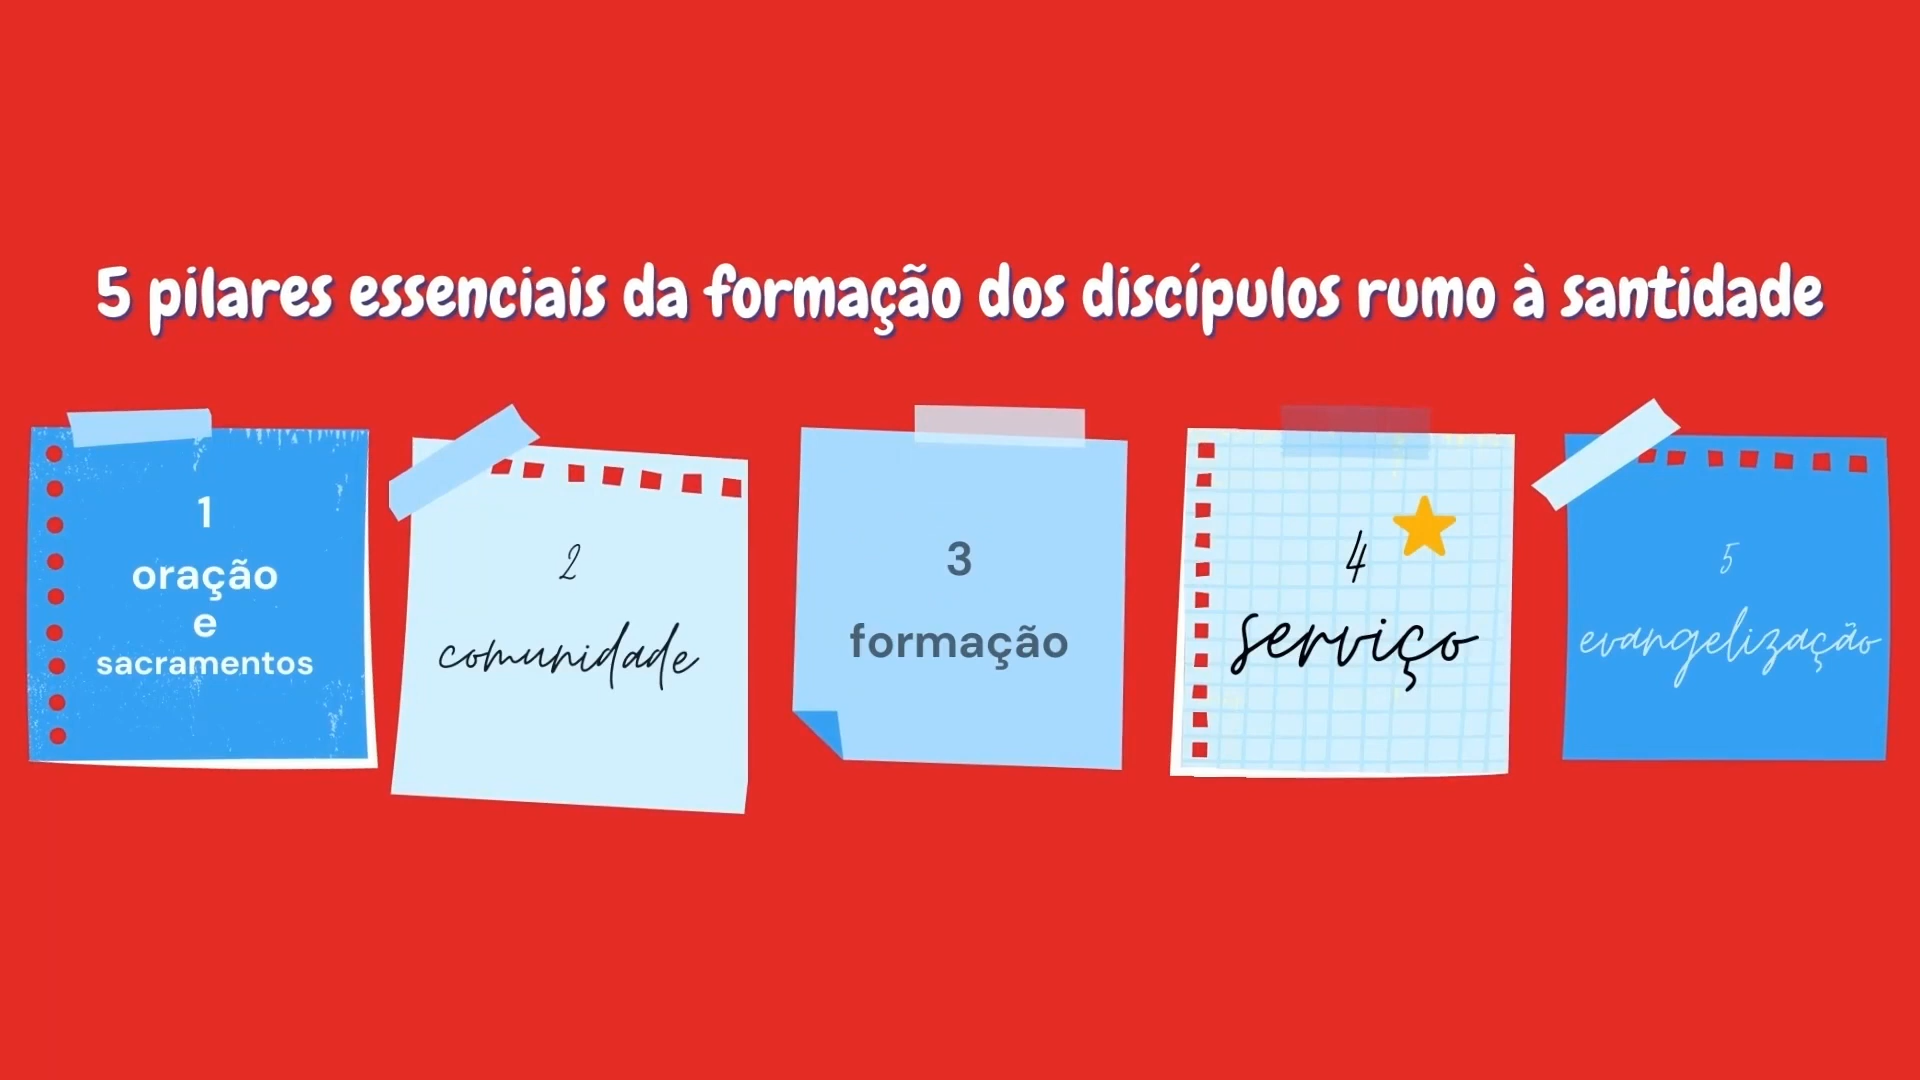 5 pilares essenciais da formação dos discípulos rumo à santidade
1
oração
e
sacramentos
2
comunidade
3
formação
4
serviço
5
evangelização